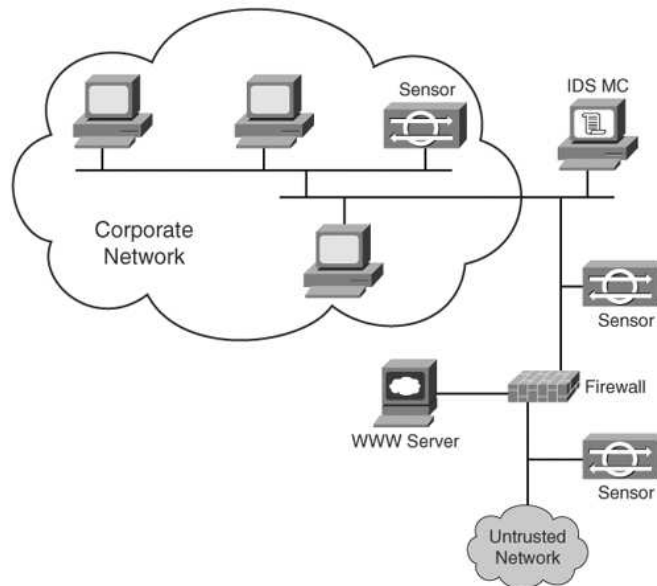 Sensor
IDS MC
Corporate
Network
Sensor
Firewall
WWW Server
Sensor
Untrusted
Network